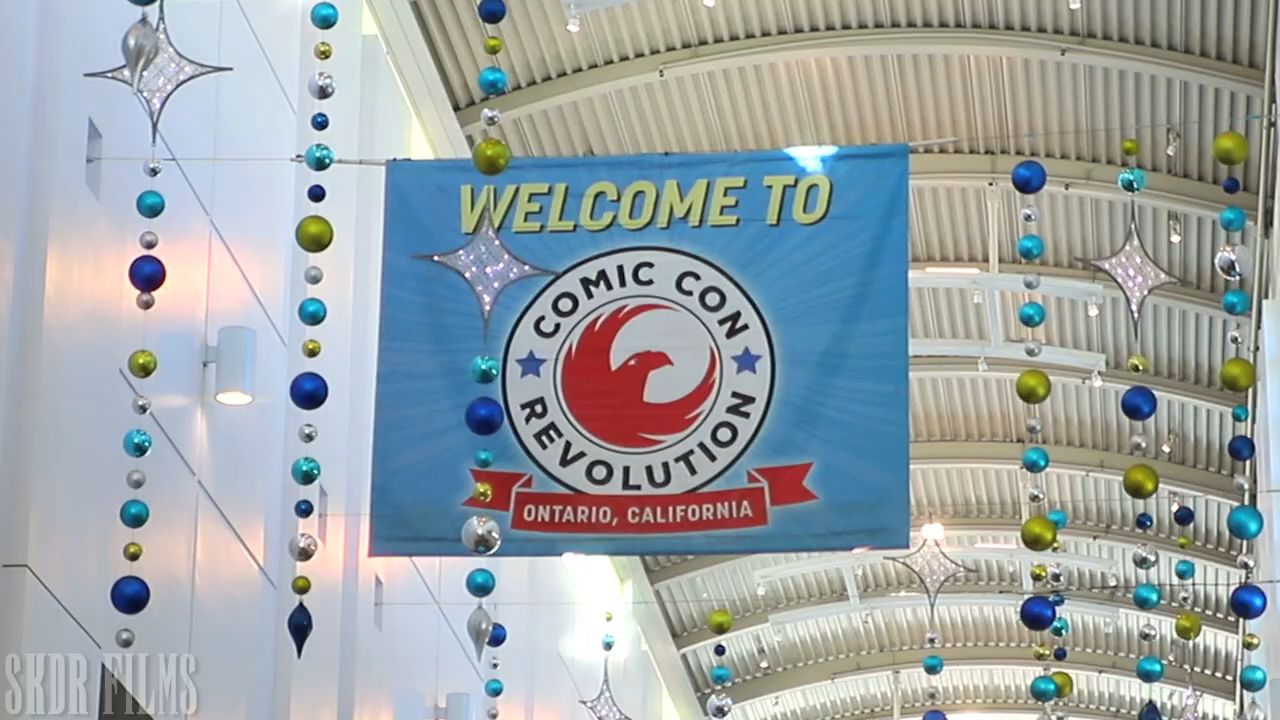 WELCOME TO
COMIC CON
REVOLUTION
ONTARIO, CALIFORNIA
SKDR FILMS